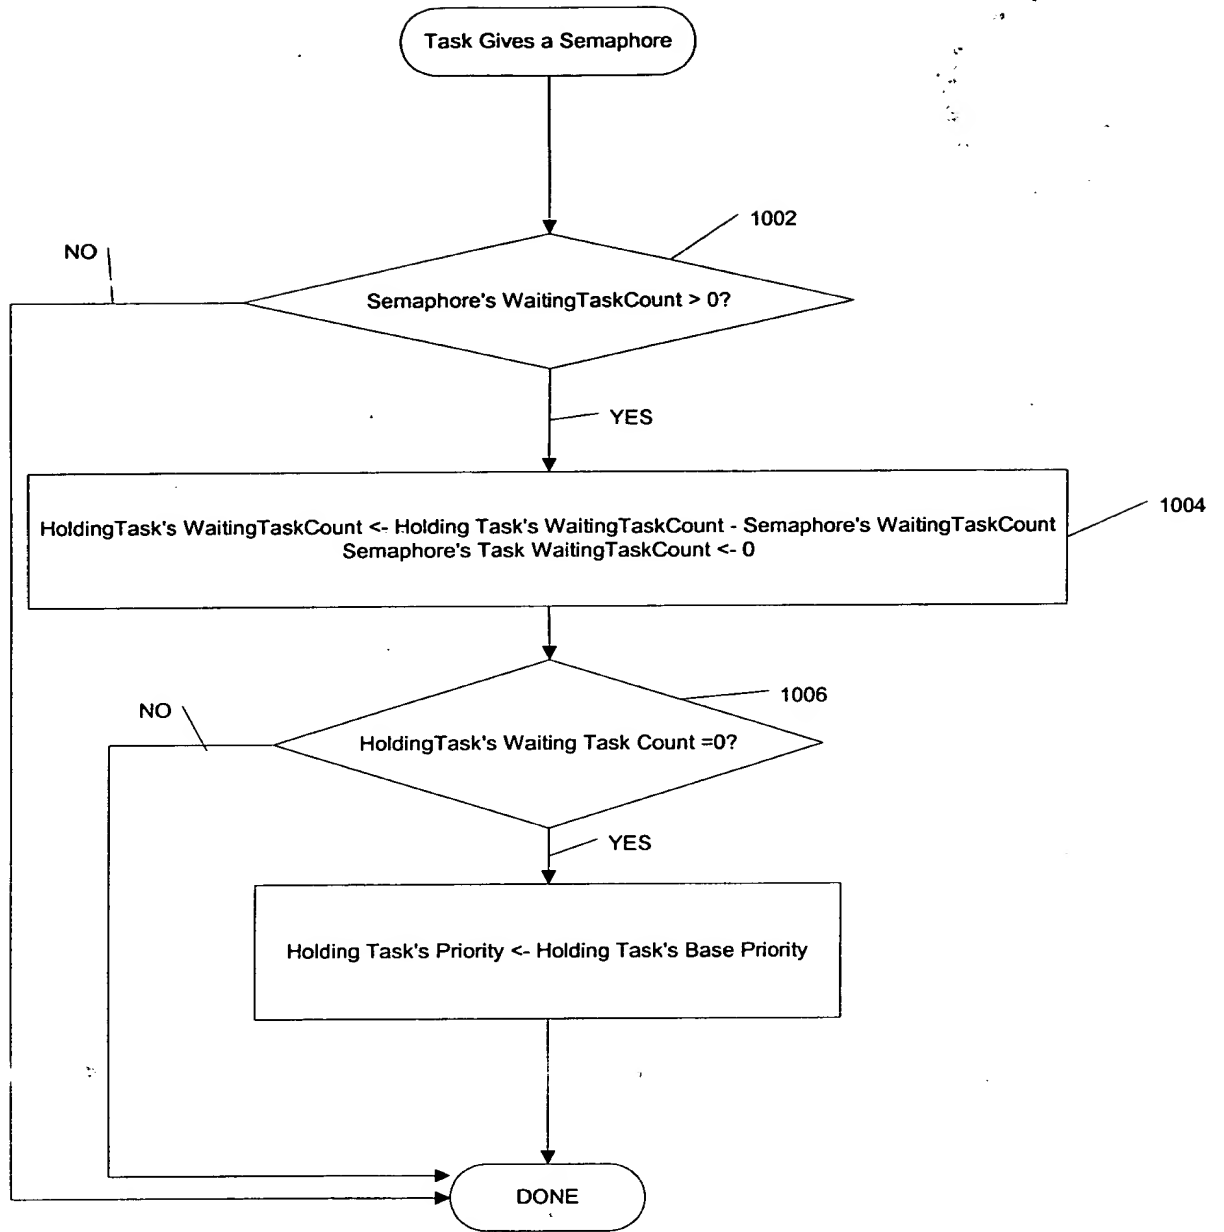 Task Gives a Semaphore
1002
NO
Semaphore's WaitingTaskCount > 0?
YES
1004
HoldingTask's WaitingTaskCount <- Holding Task's WaitingTaskCount - Semaphore's WaitingTaskCount
Semaphore's Task WaitingTaskCount <- 0
1006
NO
HoldingTask's Waiting Task Count =0?
YES
Holding Task's Priority <- Holding Task's Base Priority
DONE